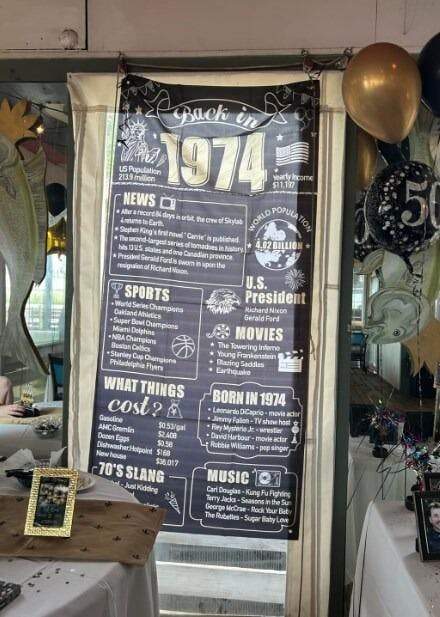 Back in
1974
US Population
213.9 million
yearly Income
$11,197
NEWS
After a record 84 days in orbit, the crew of Skylab
4 returns to Earth.
Stephen King's first novel "Carrie" is published.
The second-largest series of tornadoes in history,
hits 13 U.S. states and one Canadian province.
President Gerald Ford is sworn in upon the
resignation of Richard Nixon.
WORLD POPULATION
4.02 BILLION
U.S.
President
Richard Nixon
Gerald Ford
SPORTS
World Series Champions
Oakland Athletics
Super Bowl Champions
Miami Dolphins
NBA Champions
Boston Celtics
Stanley Cup Champions
Philadelphia Flyers
MOVIES
The Towering Inferno
Young Frankenstein
Blazing Saddles
Earthquake
WHAT THINGS
cost?
Gasoline $0.53/gal
AMC Gremlin $2,408
Dozen Eggs $0.58
Dishwasher, Hotpoint $168
New house $36,017
BORN IN 1974
Leonardo DiCaprio - movie actor
Jimmy Fallon - TV show host
Rey Mysterio Jr. - wrestler
David Harbour - movie actor
Robbie Williams - pop singer
70'S SLANG
- Just Kidding
MUSIC
Carl Douglas - Kung Fu Fighting
Terry Jacks - Seasons in the Sun
George McCrae - Rock Your Baby
The Rubettes - Sugar Baby Love
50